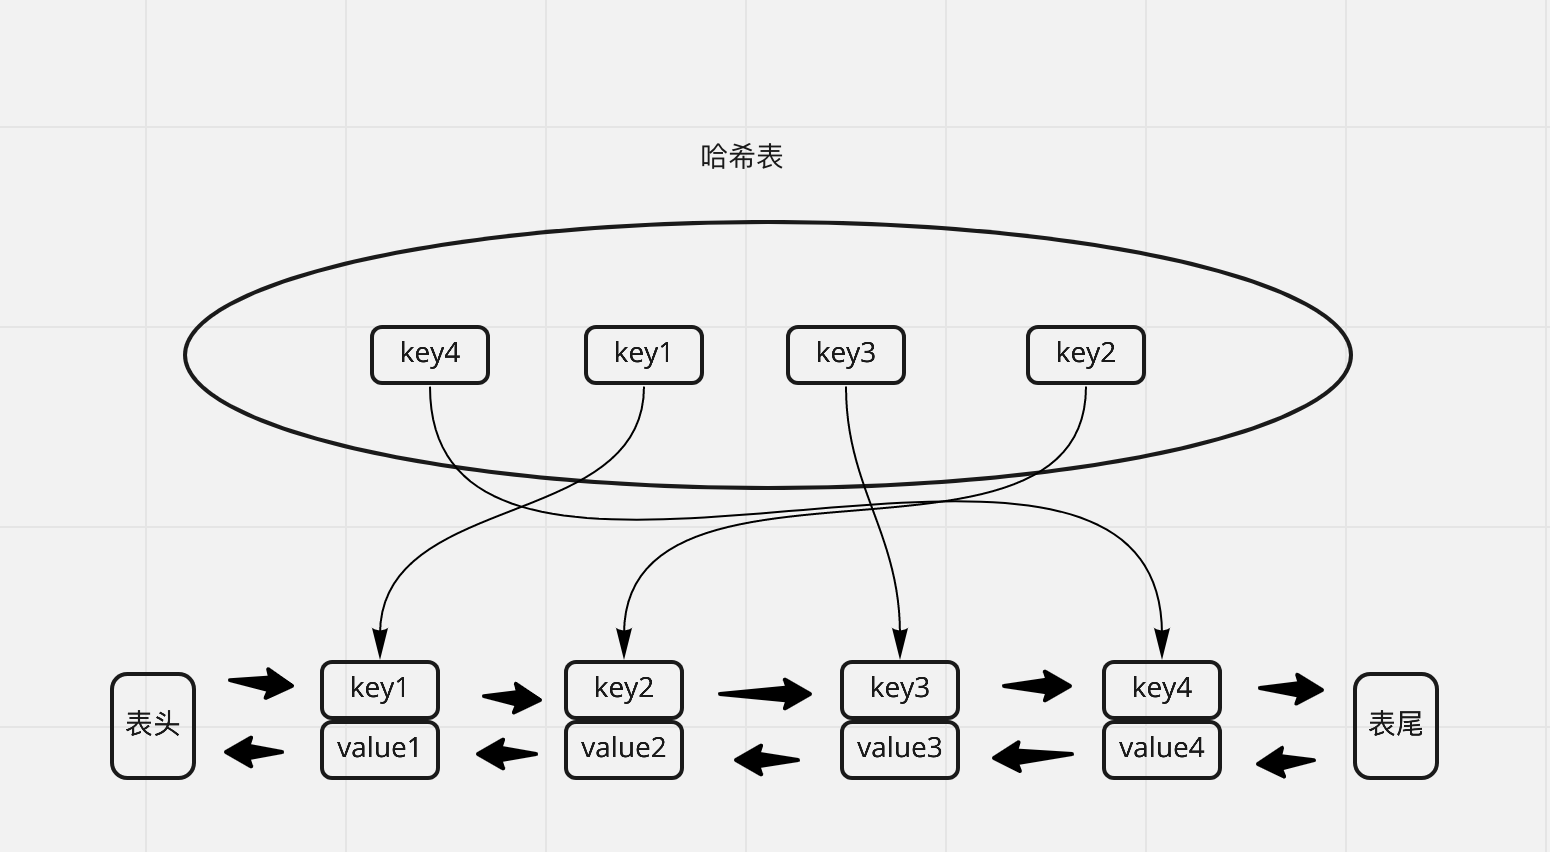 哈希表
key4
key1
key3
key2
表头
key1
value1
key2
value2
key3
value3
key4
value4
表尾